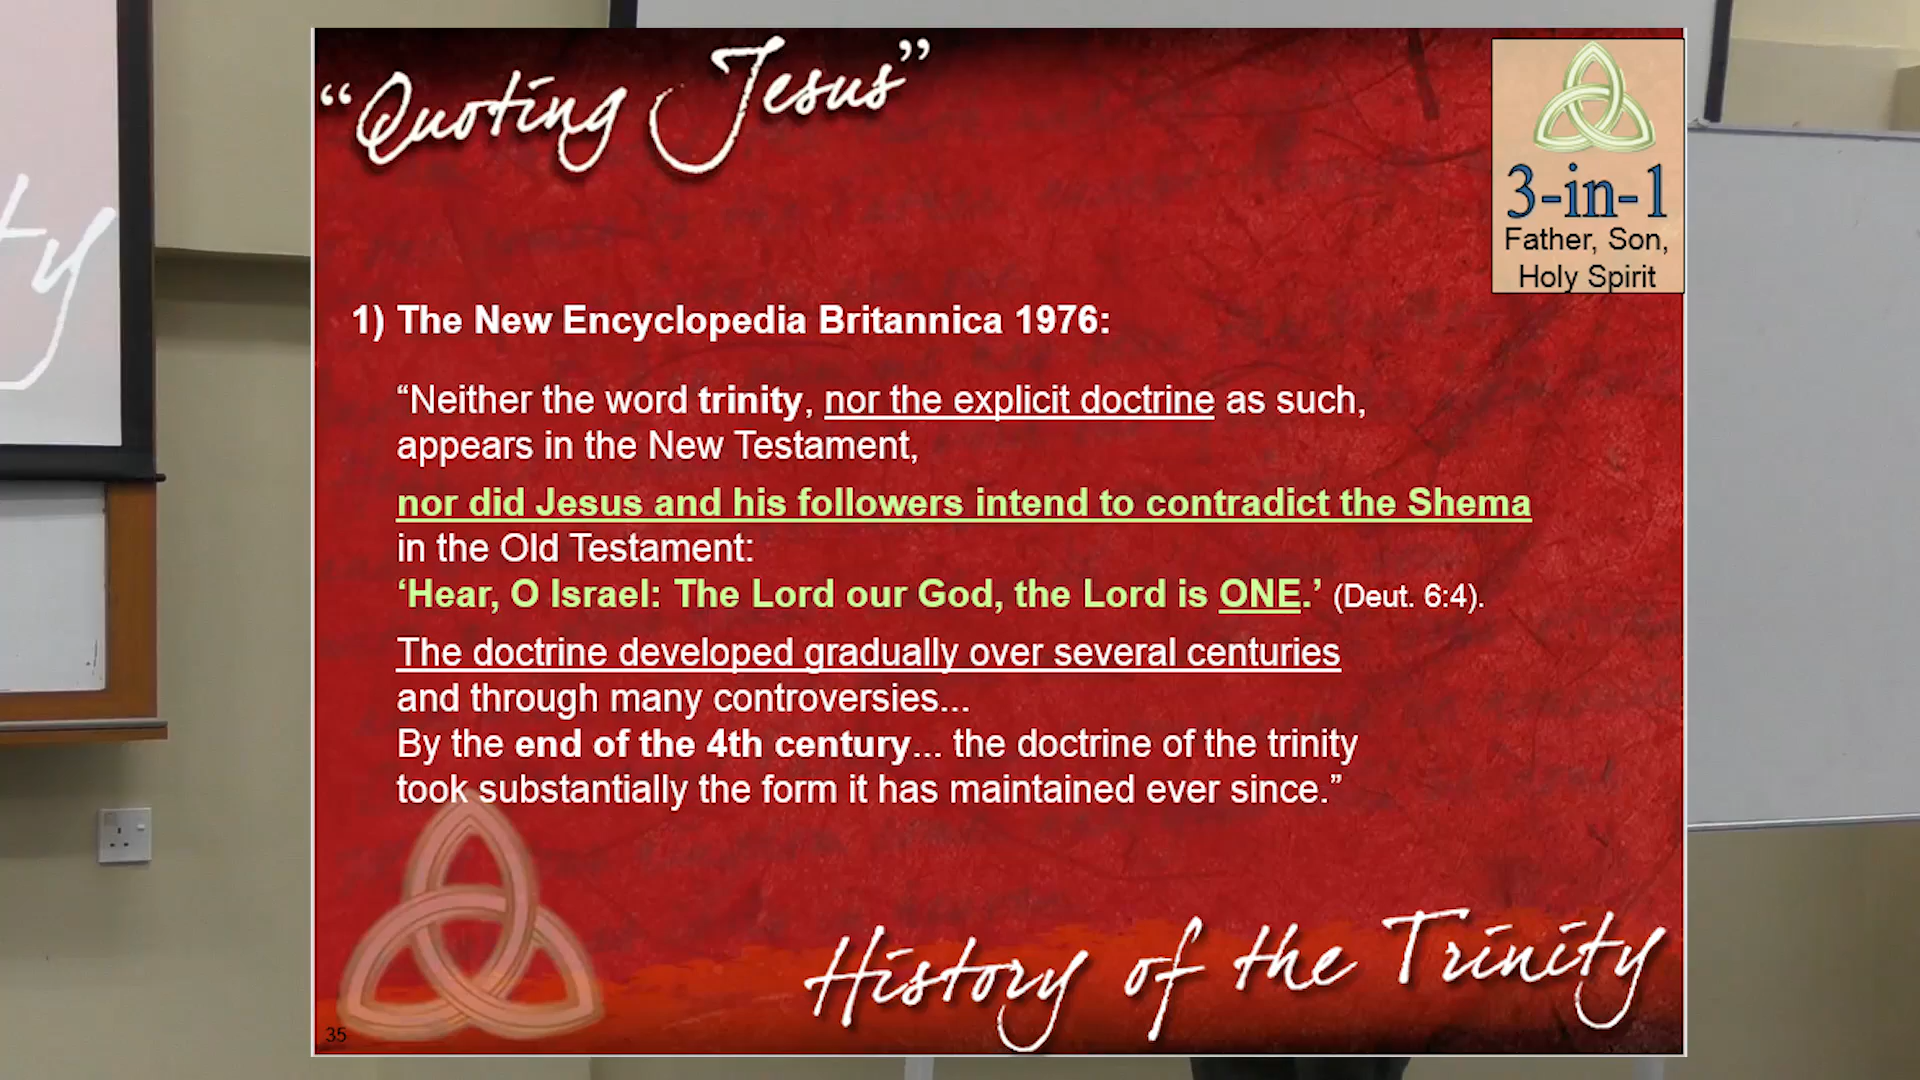 “Quoting Jesus”
3-in-1
Father, Son,
Holy Spirit
1) The New Encyclopedia Britannica 1976:
“Neither the word trinity, nor the explicit doctrine as such,
appears in the New Testament,
nor did Jesus and his followers intend to contradict the Shema
in the Old Testament:
‘Hear, O Israel: The Lord our God, the Lord is ONE.’ (Deut. 6:4).
The doctrine developed gradually over several centuries
and through many controversies...
By the end of the 4th century... the doctrine of the trinity
took substantially the form it has maintained ever since.”
History of the Trinity
35